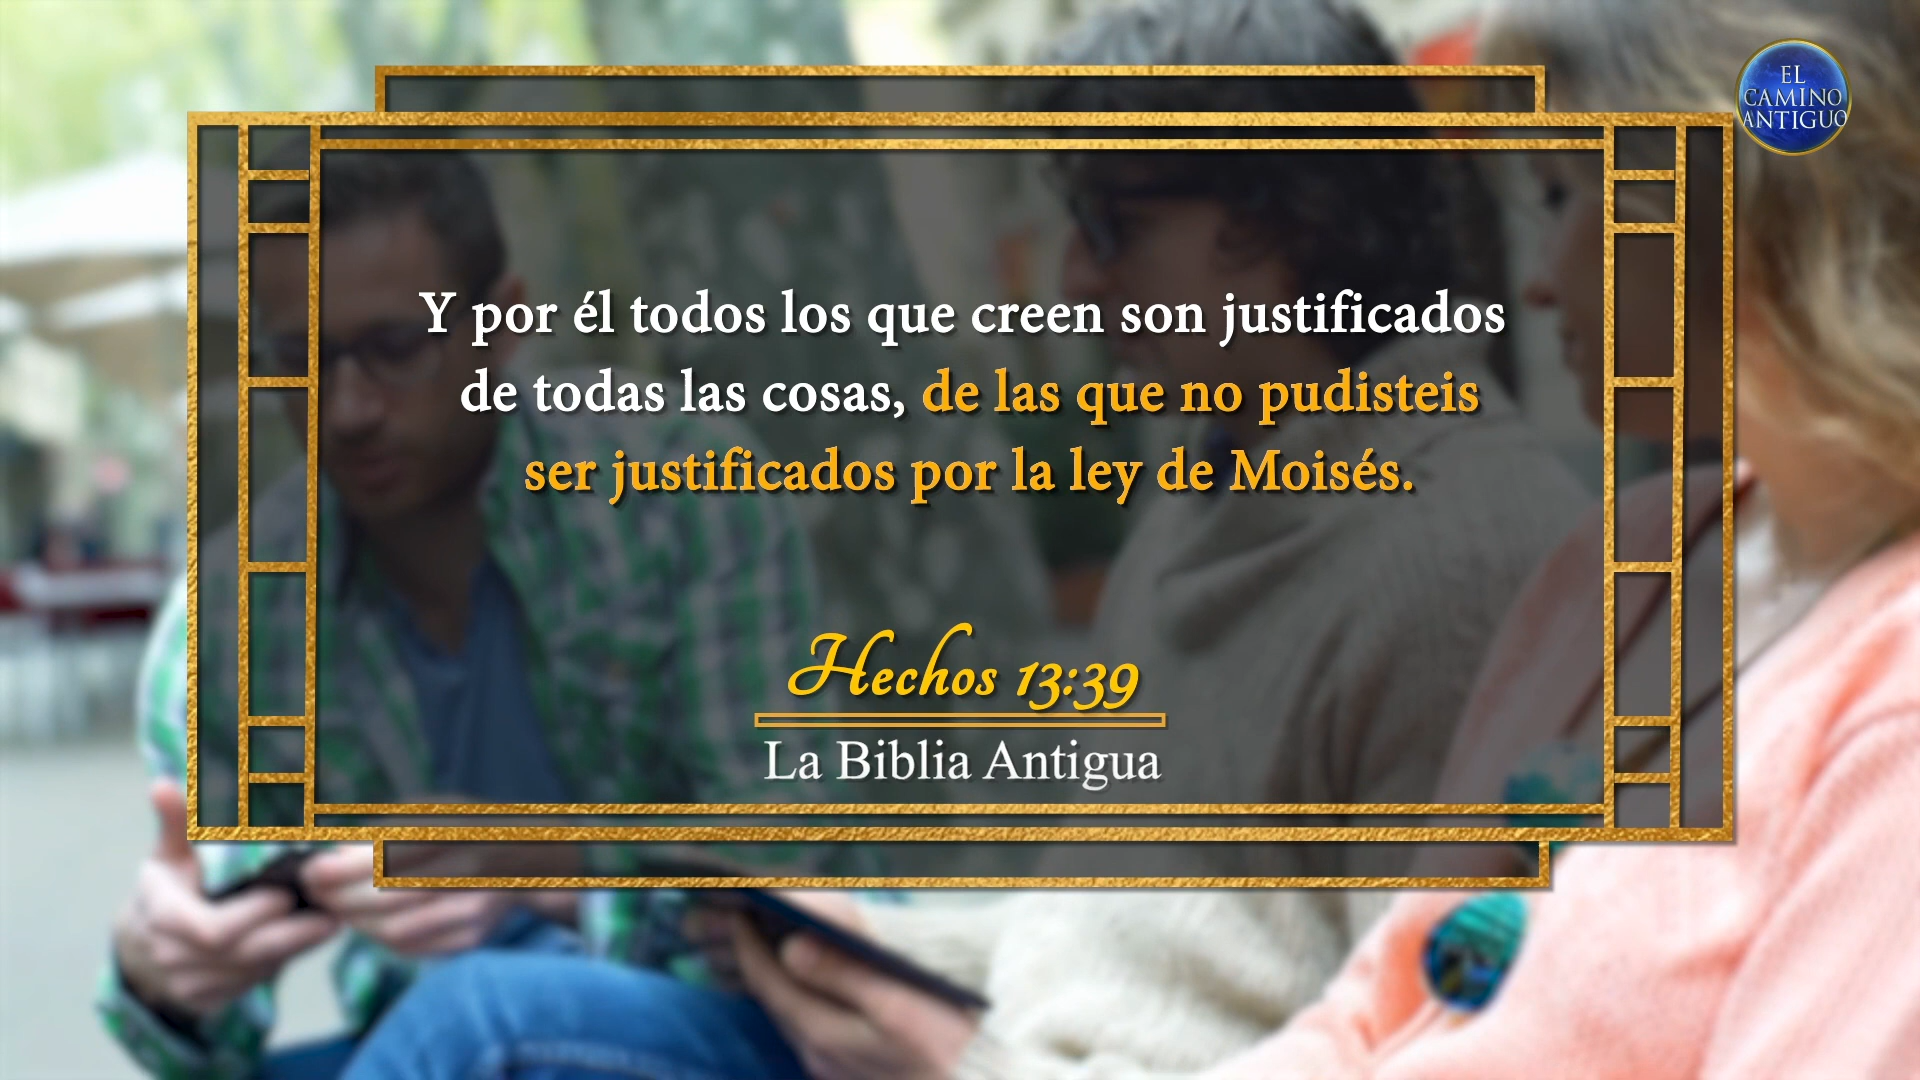 EL
CAMINO
ANTIGUO
Y por él todos los que creen son justificados
de todas las cosas, de las que no pudisteis
ser justificados por la ley de Moisés.
Hechos 13:39
La Biblia Antigua